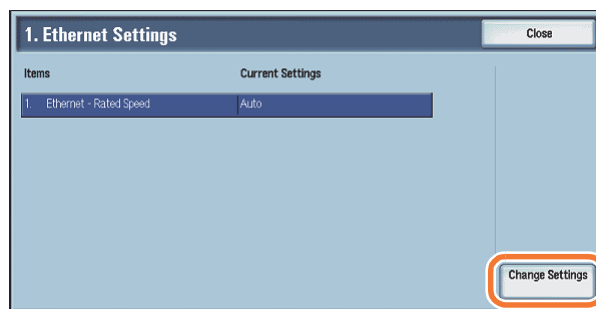 1. Ethernet Settings
Close
Items Current Settings
1. Ethernet - Rated Speed Auto
Change Settings